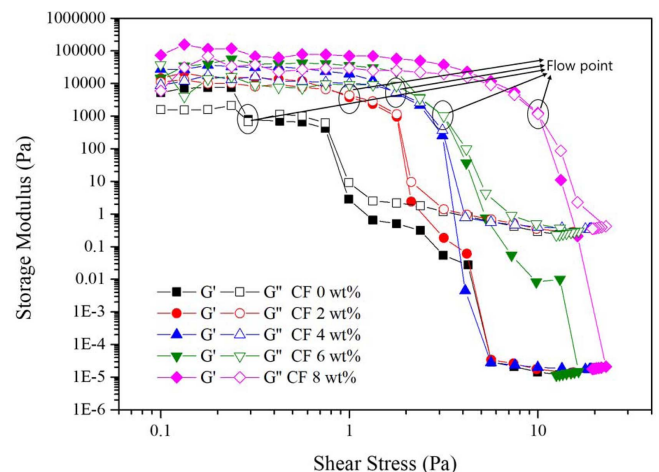 1000000
100000
10000
1000
100
10
1
0.1
0.01
1E-3
1E-4
1E-5
1E-6
Storage Modulus (Pa)
Flow point
G' G" CF 0 wt%
G' G" CF 2 wt%
G' G" CF 4 wt%
G' G" CF 6 wt%
G' G" CF 8 wt%
0.1 1 10
Shear Stress (Pa)